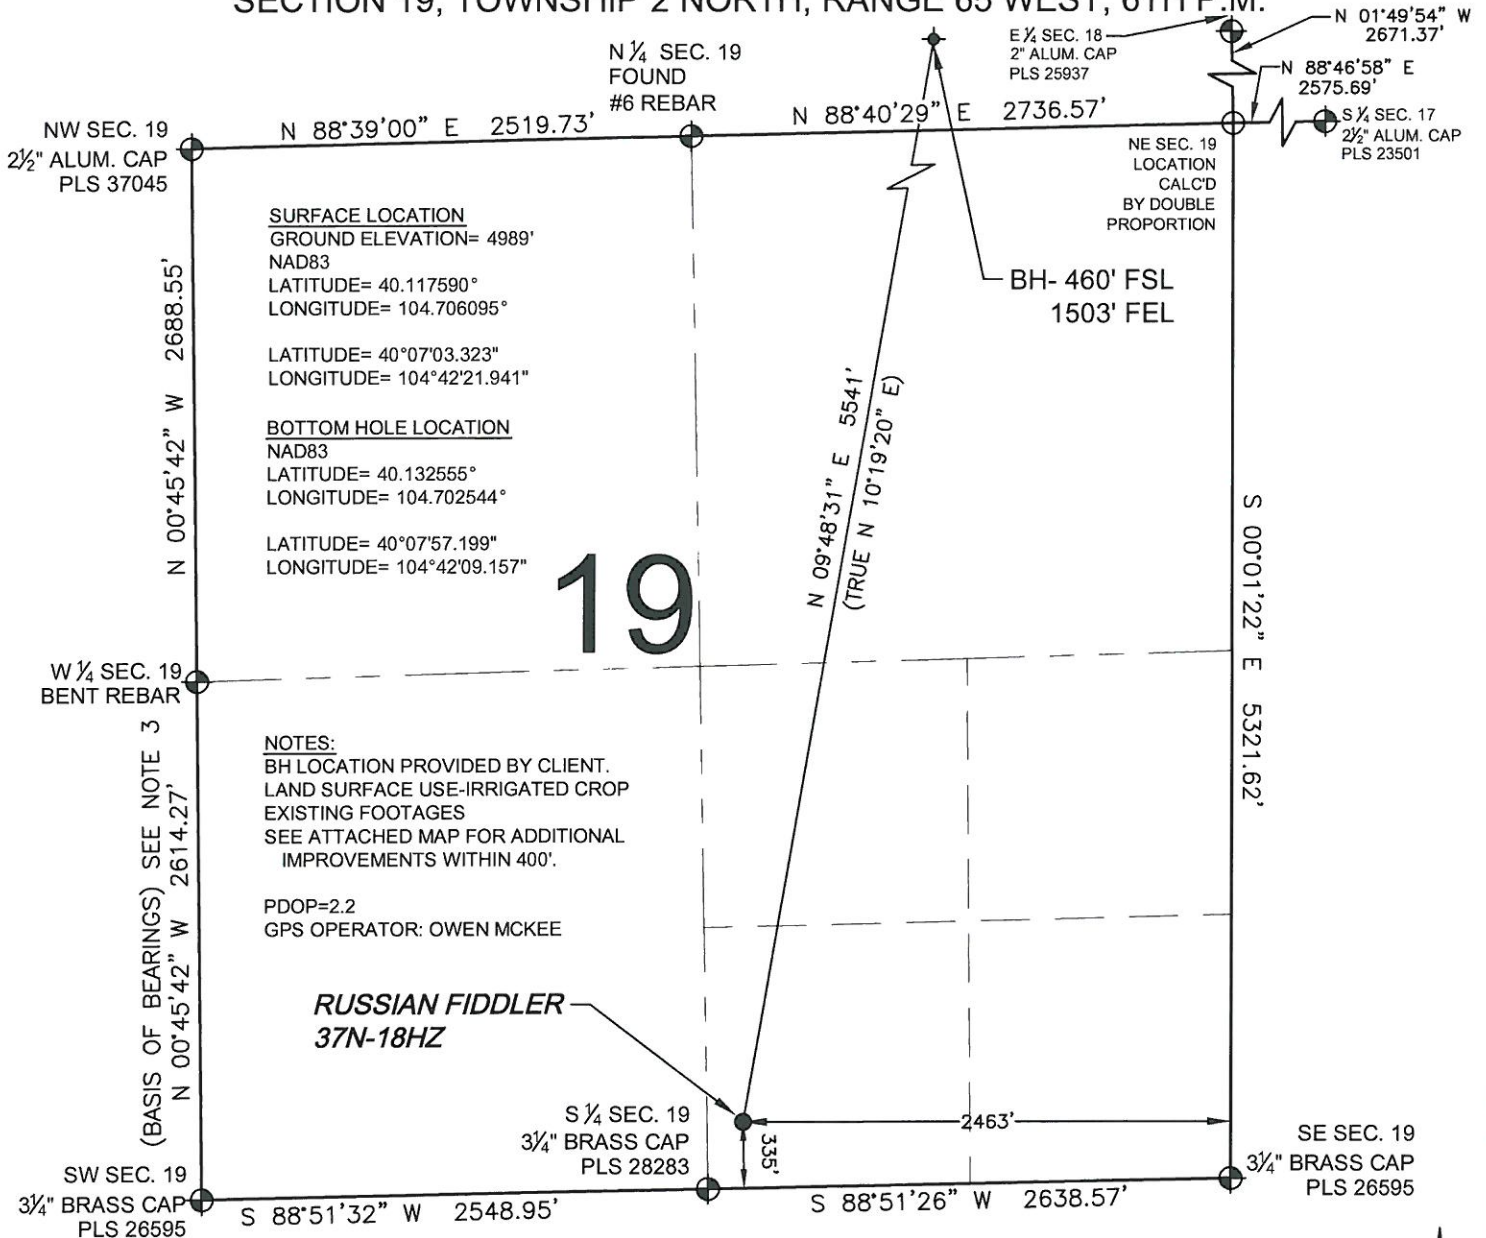 SECTION 19, TOWNSHIP 2 NORTH, RANGE 65 WEST, 6TH P.M.
N 01°49'54" W
2671.37'
E ¼ SEC. 18
2" ALUM. CAP
PLS 25937
N ¼ SEC. 19
FOUND
#6 REBAR
N 88°46'58" E
2575.69'
NW SEC. 19
2½" ALUM. CAP
PLS 37045
N 88°39'00" E 2519.73'
N 88°40'29" E 2736.57'
S ¼ SEC. 17
2½" ALUM. CAP
PLS 23501
NE SEC. 19
LOCATION
CALC'D
BY DOUBLE
PROPORTION
SURFACE LOCATION
GROUND ELEVATION= 4989'
NAD83
LATITUDE= 40.117590°
LONGITUDE= 104.706095°
LATITUDE= 40°07'03.323"
LONGITUDE= 104°42'21.941"
BH- 460' FSL
1503' FEL
N 00°45'42" W 2688.55'
BOTTOM HOLE LOCATION
NAD83
LATITUDE= 40.132555°
LONGITUDE= 104.702544°
LATITUDE= 40°07'57.199"
LONGITUDE= 104°42'09.157"
N 09°48'31" E 5541'
(TRUE N 10°19'20" E)
19
S 00°01'22" E 5321.62'
W ¼ SEC. 19
BENT REBAR
NOTES:
BH LOCATION PROVIDED BY CLIENT.
LAND SURFACE USE-IRRIGATED CROP
EXISTING FOOTAGES
SEE ATTACHED MAP FOR ADDITIONAL
IMPROVEMENTS WITHIN 400'.
PDOP=2.2
GPS OPERATOR: OWEN MCKEE
(BASIS OF BEARINGS) SEE NOTE 3
N 00°45'42" W 2614.27'
RUSSIAN FIDDLER
37N-18HZ
S ¼ SEC. 19
3¼" BRASS CAP
PLS 28283
2463'
335'
SE SEC. 19
3¼" BRASS CAP
PLS 26595
SW SEC. 19
3¼" BRASS CAP
PLS 26595
S 88°51'32" W 2548.95'
S 88°51'26" W 2638.57'